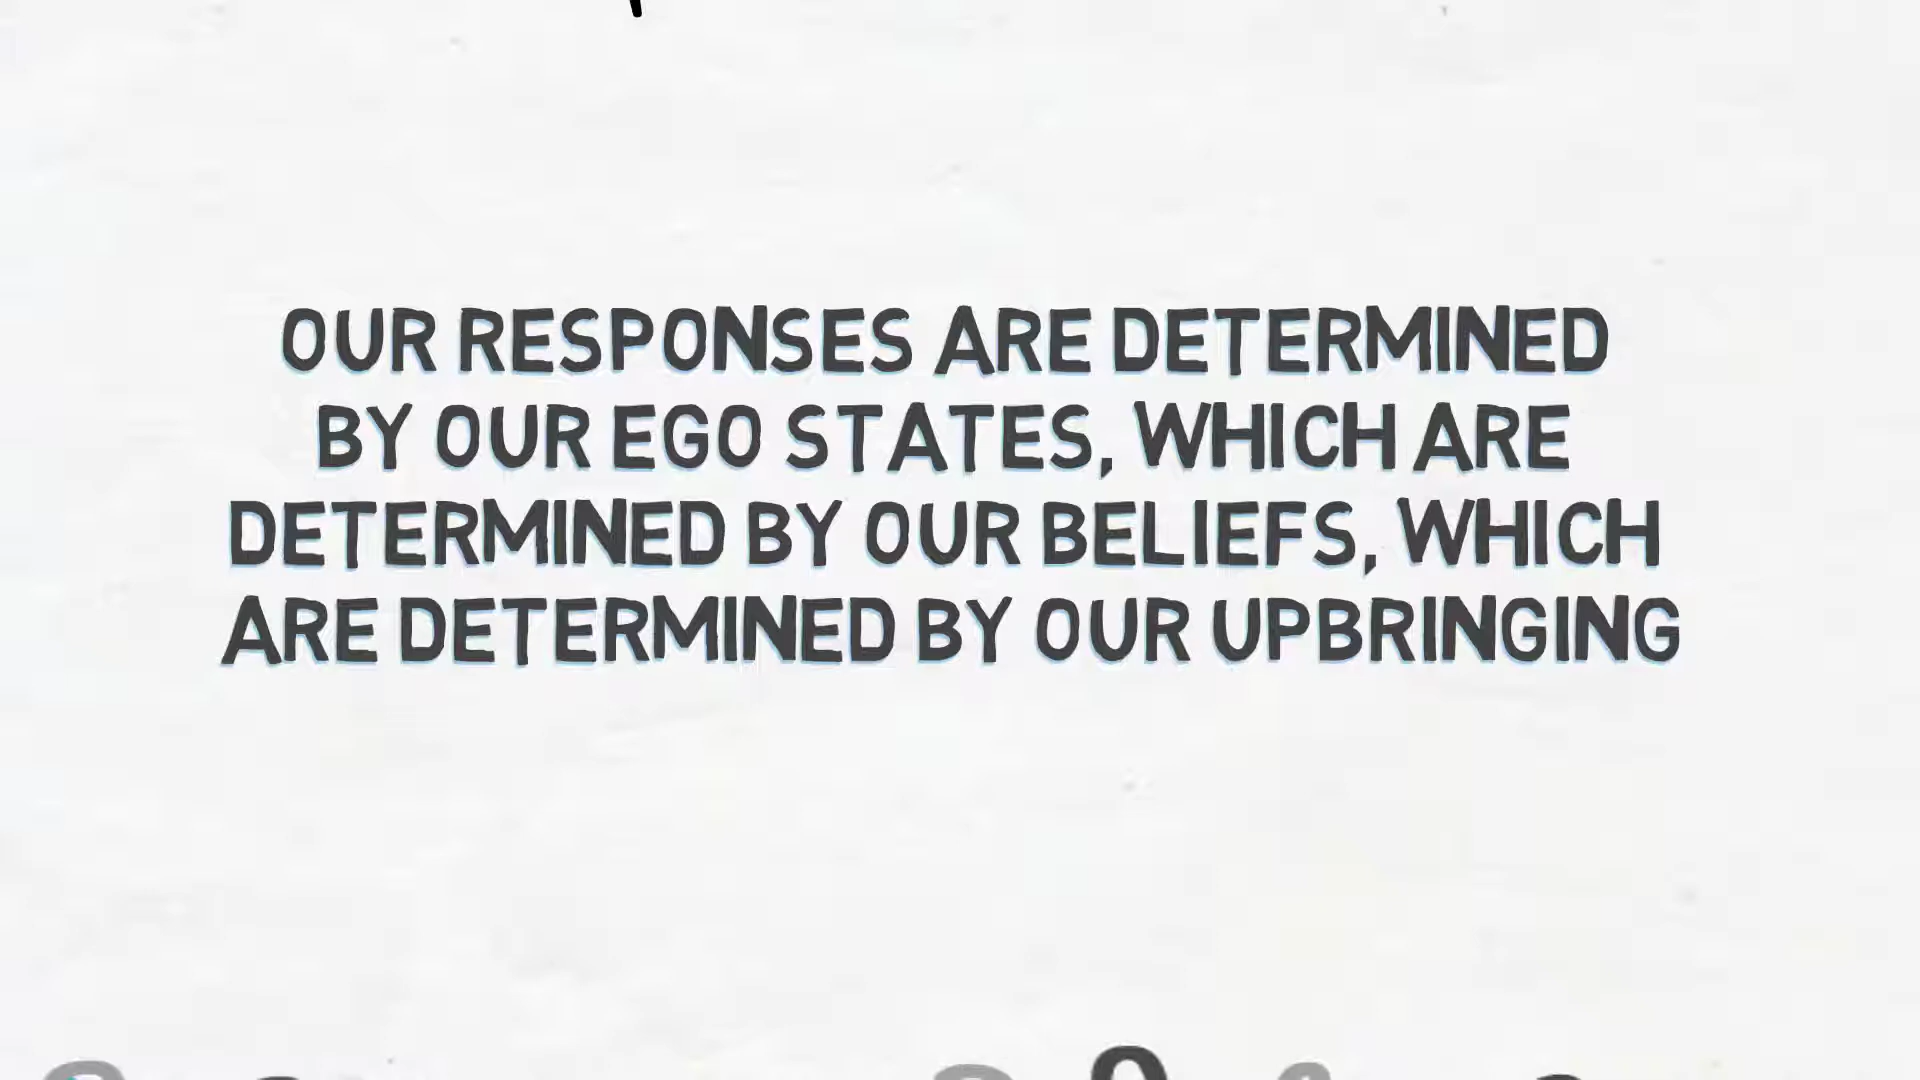 OUR RESPONSES ARE DETERMINED
BY OUR EGO STATES, WHICH ARE
DETERMINED BY OUR BELIEFS, WHICH
ARE DETERMINED BY OUR UPBRINGING